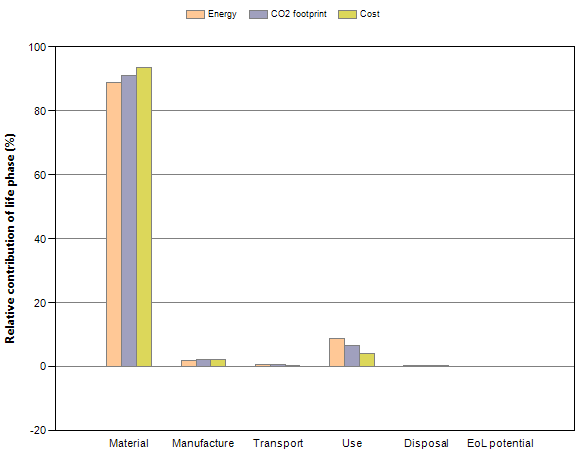 Energy CO2 footprint Cost
Relative contribution of life phase (%)
100
80
60
40
20
0
-20
Material Manufacture Transport Use Disposal EoL potential